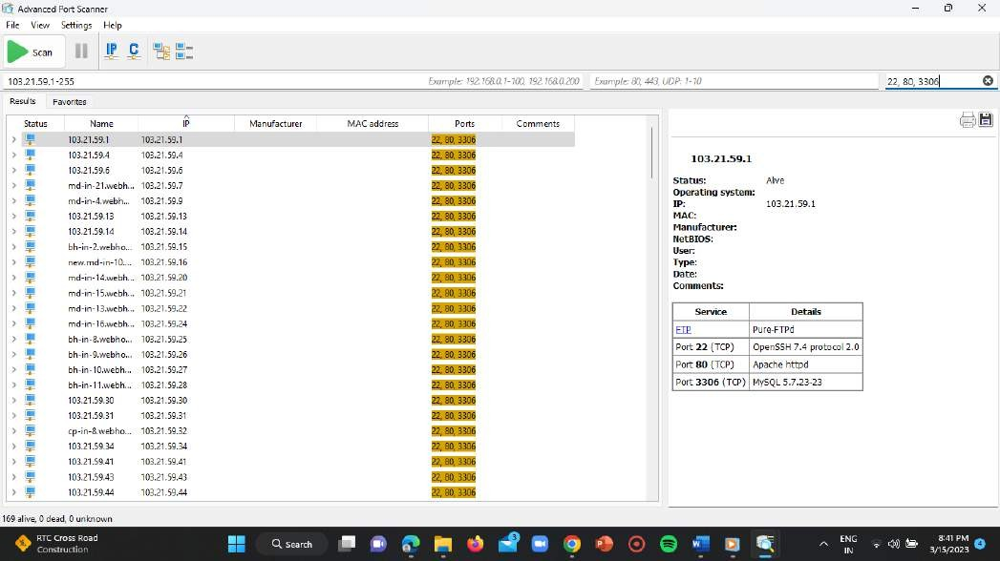 Advanced Port Scanner
File View Settings Help
Scan IP C
103.21.59.1-255 Example: 192.168.0.1-100, 192.168.0.200 Example: 80, 443, UDP: 1-10 22, 80, 3306
Results Favorites
Status Name IP Manufacturer MAC address Ports Comments
103.21.59.1 103.21.59.1 22, 80, 3306
103.21.59.4 103.21.59.4 22, 80, 3306
103.21.59.6 103.21.59.6 22, 80, 3306
md-in-21.webh... 103.21.59.7 22, 80, 3306
md-in-4.webh... 103.21.59.9 22, 80, 3306
103.21.59.13 103.21.59.13 22, 80, 3306
103.21.59.14 103.21.59.14 22, 80, 3306
bh-in-2.webho... 103.21.59.15 22, 80, 3306
new.md-in-10.... 103.21.59.16 22, 80, 3306
md-in-14.webh... 103.21.59.20 22, 80, 3306
md-in-15.webh... 103.21.59.21 22, 80, 3306
md-in-13.webh... 103.21.59.22 22, 80, 3306
md-in-16.webh... 103.21.59.24 22, 80, 3306
bh-in-8.webho... 103.21.59.25 22, 80, 3306
bh-in-9.webho... 103.21.59.26 22, 80, 3306
bh-in-10.webh... 103.21.59.27 22, 80, 3306
bh-in-11.webh... 103.21.59.28 22, 80, 3306
103.21.59.30 103.21.59.30 22, 80, 3306
103.21.59.31 103.21.59.31 22, 80, 3306
cp-in-8.webho... 103.21.59.32 22, 80, 3306
103.21.59.34 103.21.59.34 22, 80, 3306
103.21.59.41 103.21.59.41 22, 80, 3306
103.21.59.43 103.21.59.43 22, 80, 3306
103.21.59.44 103.21.59.44 22, 80, 3306
103.21.59.1
Status: Alve
Operating system:
IP: 103.21.59.1
MAC:
Manufacturer:
NetBIOS:
User:
Type:
Date:
Comments:
Service Details
FTP Pure-FTPd
Port 22 (TCP) OpenSSH 7.4 protocol 2.0
Port 80 (TCP) Apache httpd
Port 3306 (TCP) MySQL 5.7.23-23
169 alive, 0 dead, 0 unknown
RTC Cross Road
Construction
Search
3
ENG
IN
8:41 PM
3/15/2023
4